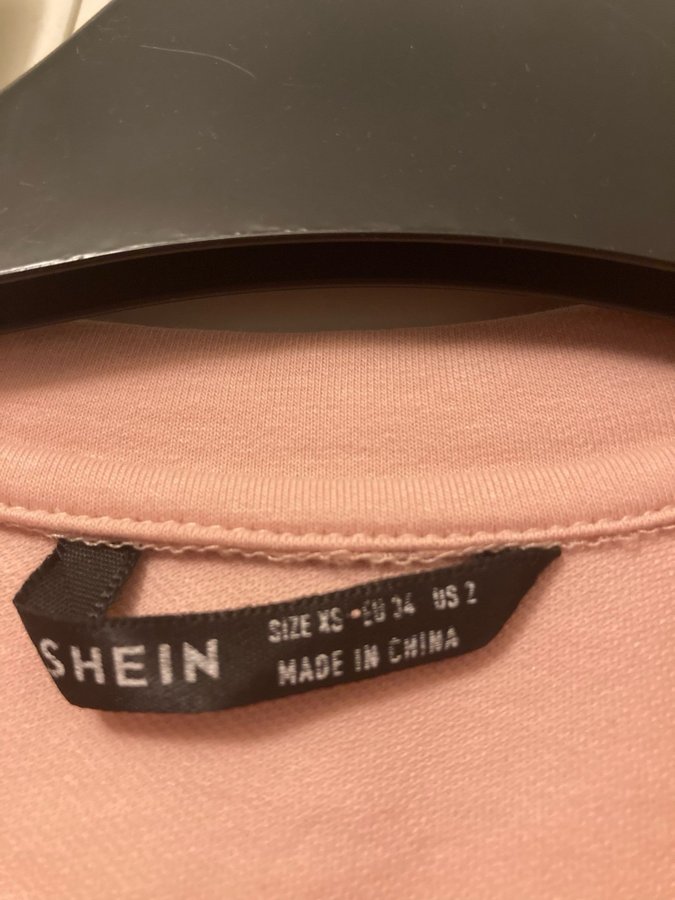 SHEIN
SIZE XS • EU 34 US 2
MADE IN CHINA